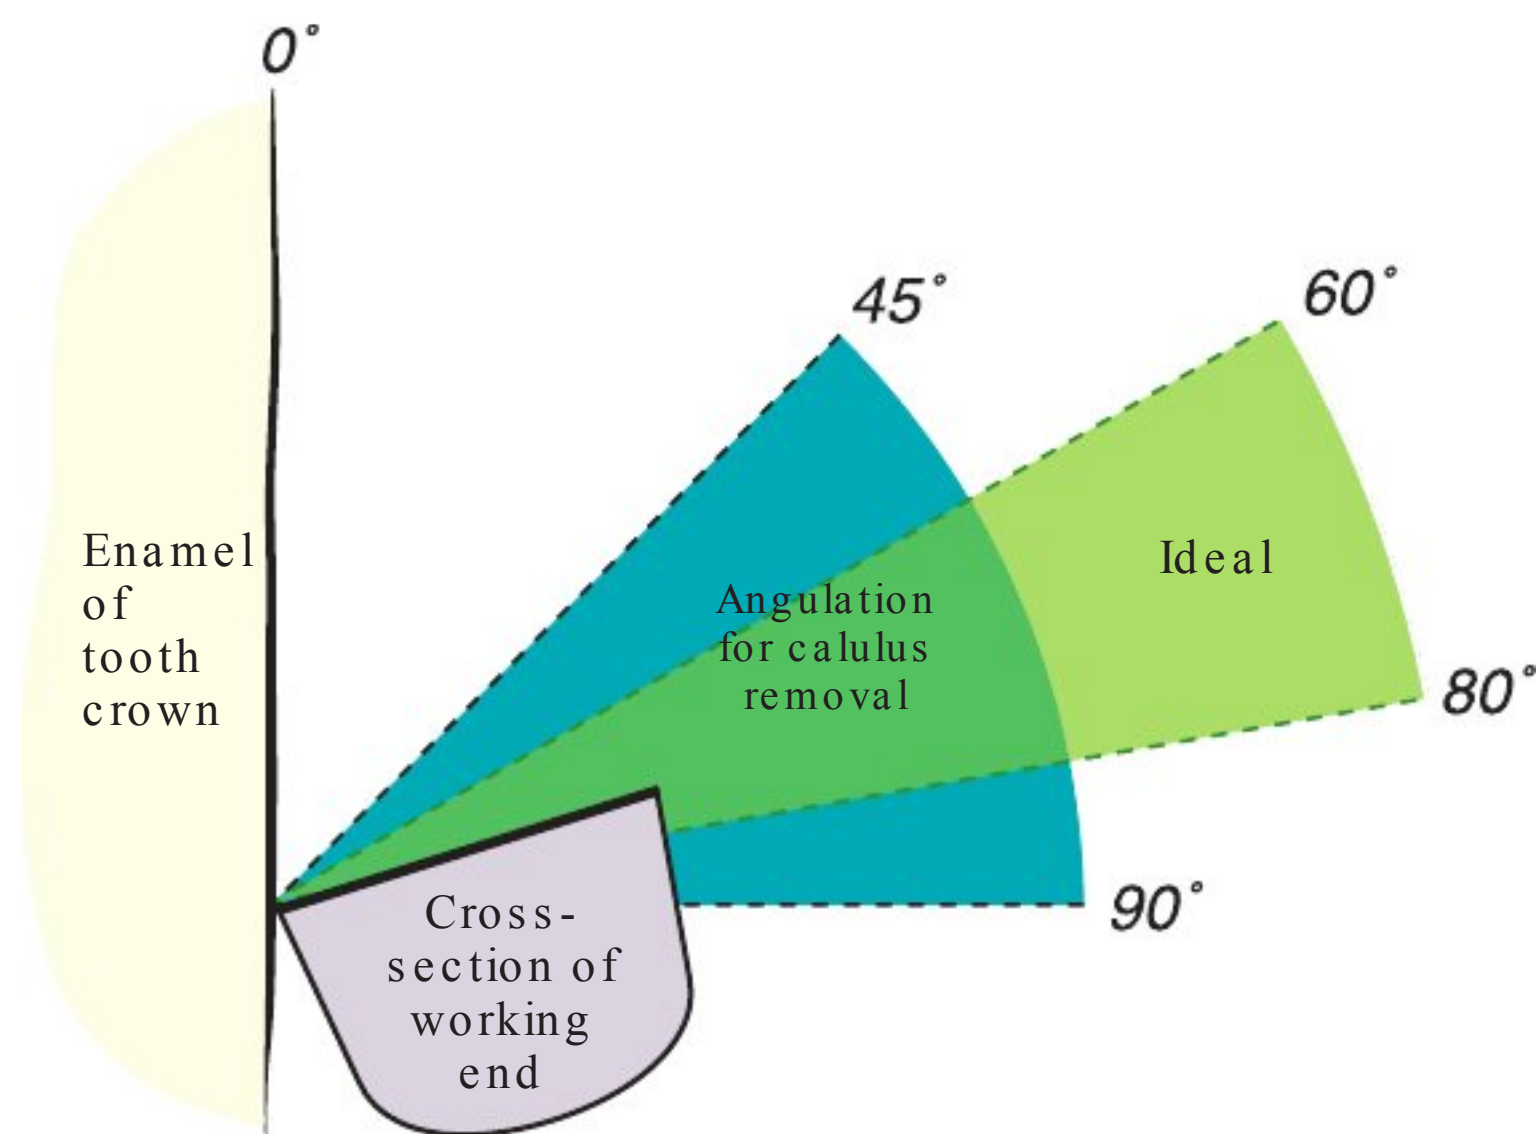 0°
45°
60°
Enamel
of
tooth
crown
Ideal
Angulation
for calulus
removal
80°
90°
Cross-
section of
working
end